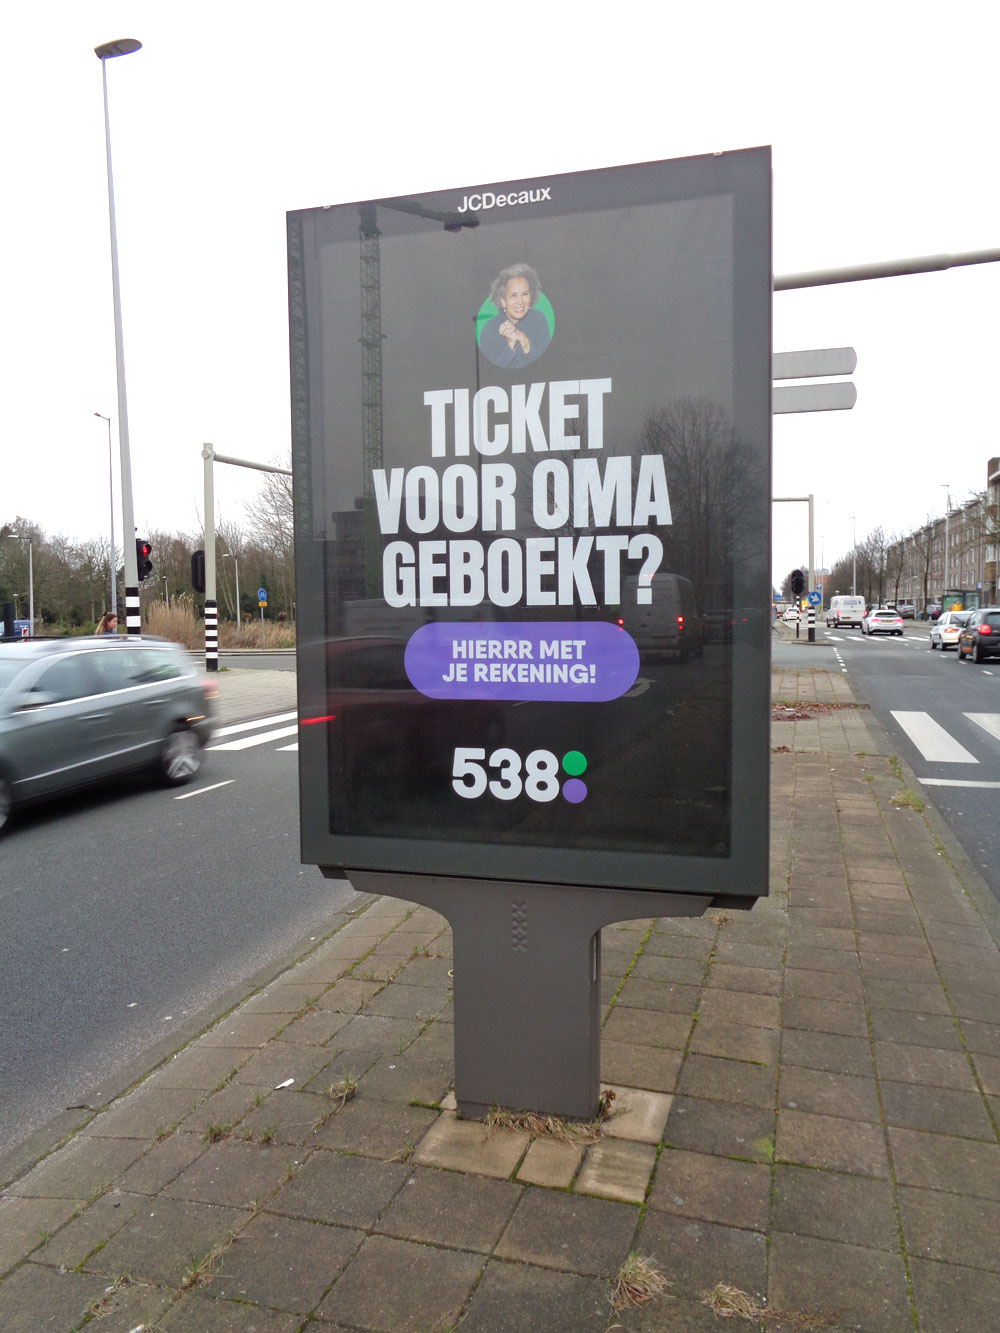 JCDecaux
TICKET
VOOR OMA
GEBOEKT?
HIERRR MET
JE REKENING!
538